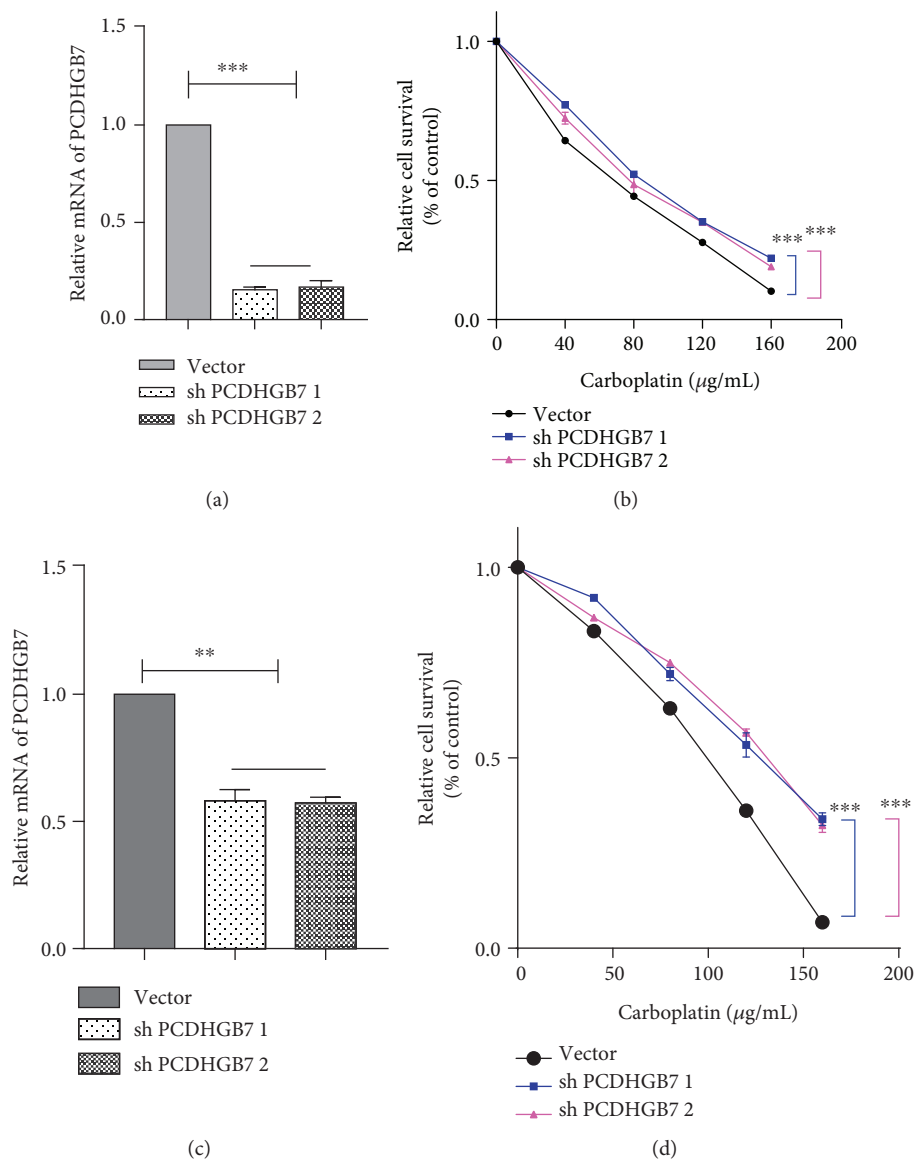 1.5
1.0
0.5
0.0
Relative mRNA of PCDHGB7
***
Vector
sh PCDHGB7 1
sh PCDHGB7 2
(a)
1.0
0.5
0.0
Relative cell survival
(% of control)
*** ***
0 40 80 120 160 200
Carboplatin (μg/mL)
Vector
sh PCDHGB7 1
sh PCDHGB7 2
(b)
1.5
1.0
0.5
0.0
Relative mRNA of PCDHGB7
**
Vector
sh PCDHGB7 1
sh PCDHGB7 2
(c)
1.0
0.5
0.0
Relative cell survival
(% of control)
*** ***
0 50 100 150 200
Carboplatin (μg/mL)
Vector
sh PCDHGB7 1
sh PCDHGB7 2
(d)